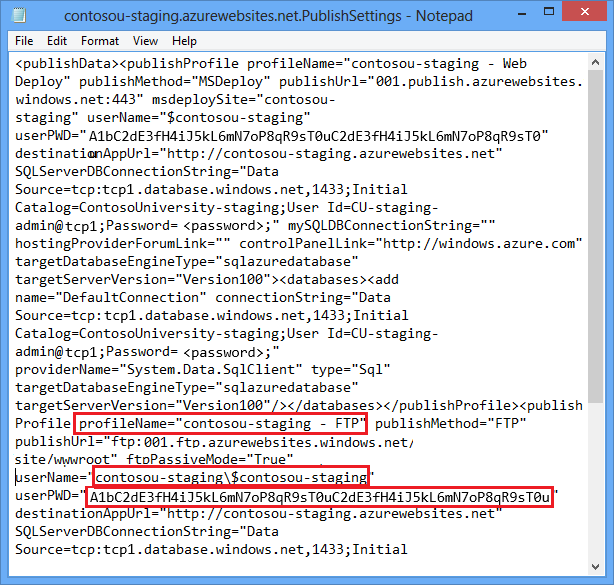 contosou-staging.azurewebsites.net.PublishSettings - Notepad
File Edit Format View Help
<publishData><publishProfile profileName="contosou-staging - Web
Deploy" publishMethod="MSDeploy" publishUrl="001.publish.azurewebsites.
windows.net:443" msdeploySite="contosou-
staging" userName="$contosou-staging"
userPWD="A1bC2dE3fH4iJ5kL6mN7oP8qR9sT0uC2dE3fH4iJ5kL6mN7oP8qR9sT0"
destinationAppUrl="http://contosou-staging.azurewebsites.net"
SQLServerDBConnectionString="Data
Source=tcp:tcp1.database.windows.net,1433;Initial
Catalog=ContosoUniversity-staging;User Id=CU-staging-
admin@tcp1;Password= <password>;" mySQLDBConnectionString=""
hostingProviderForumLink="" controlPanelLink="http://windows.azure.com"
targetDatabaseEngineType="sqlazuredatabase"
targetServerVersion="Version100"><databases><add
name="DefaultConnection" connectionString="Data
Source=tcp:tcp1.database.windows.net,1433;Initial
Catalog=ContosoUniversity-staging;User Id=CU-staging-
admin@tcp1;Password= <password>;"
providerName="System.Data.SqlClient" type="Sql"
targetDatabaseEngineType="sqlazuredatabase"
targetServerVersion="Version100"/></databases></publishProfile><publish
Profile profileName="contosou-staging - FTP" publishMethod="FTP"
publishUrl="ftp:001.ftp.azurewebsites.windows.net/
site/wwwroot" ftpPassiveMode="True"
userName="contosou-staging\$contosou-staging"
userPWD="A1bC2dE3fH4iJ5kL6mN7oP8qR9sT0uC2dE3fH4iJ5kL6mN7oP8qR9sT0u"
destinationAppUrl="http://contosou-staging.azurewebsites.net"
SQLServerDBConnectionString="Data
Source=tcp:tcp1.database.windows.net,1433;Initial